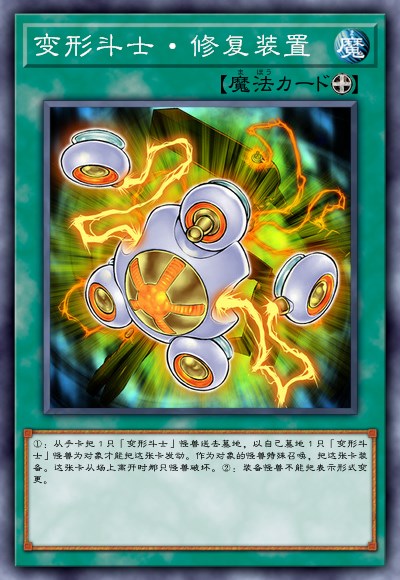 变形斗士·修复装置
魔
【魔法カード】
ま ほう
①：从手卡把1只「变形斗士」怪兽送去墓地，以自己墓地1只「变形斗
士」怪兽为对象才能把这张卡发动。作为对象的怪兽特殊召唤，把这张卡装
备。这张卡从场上离开时那只怪兽破坏。②：装备怪兽不能把表示形式变
更。